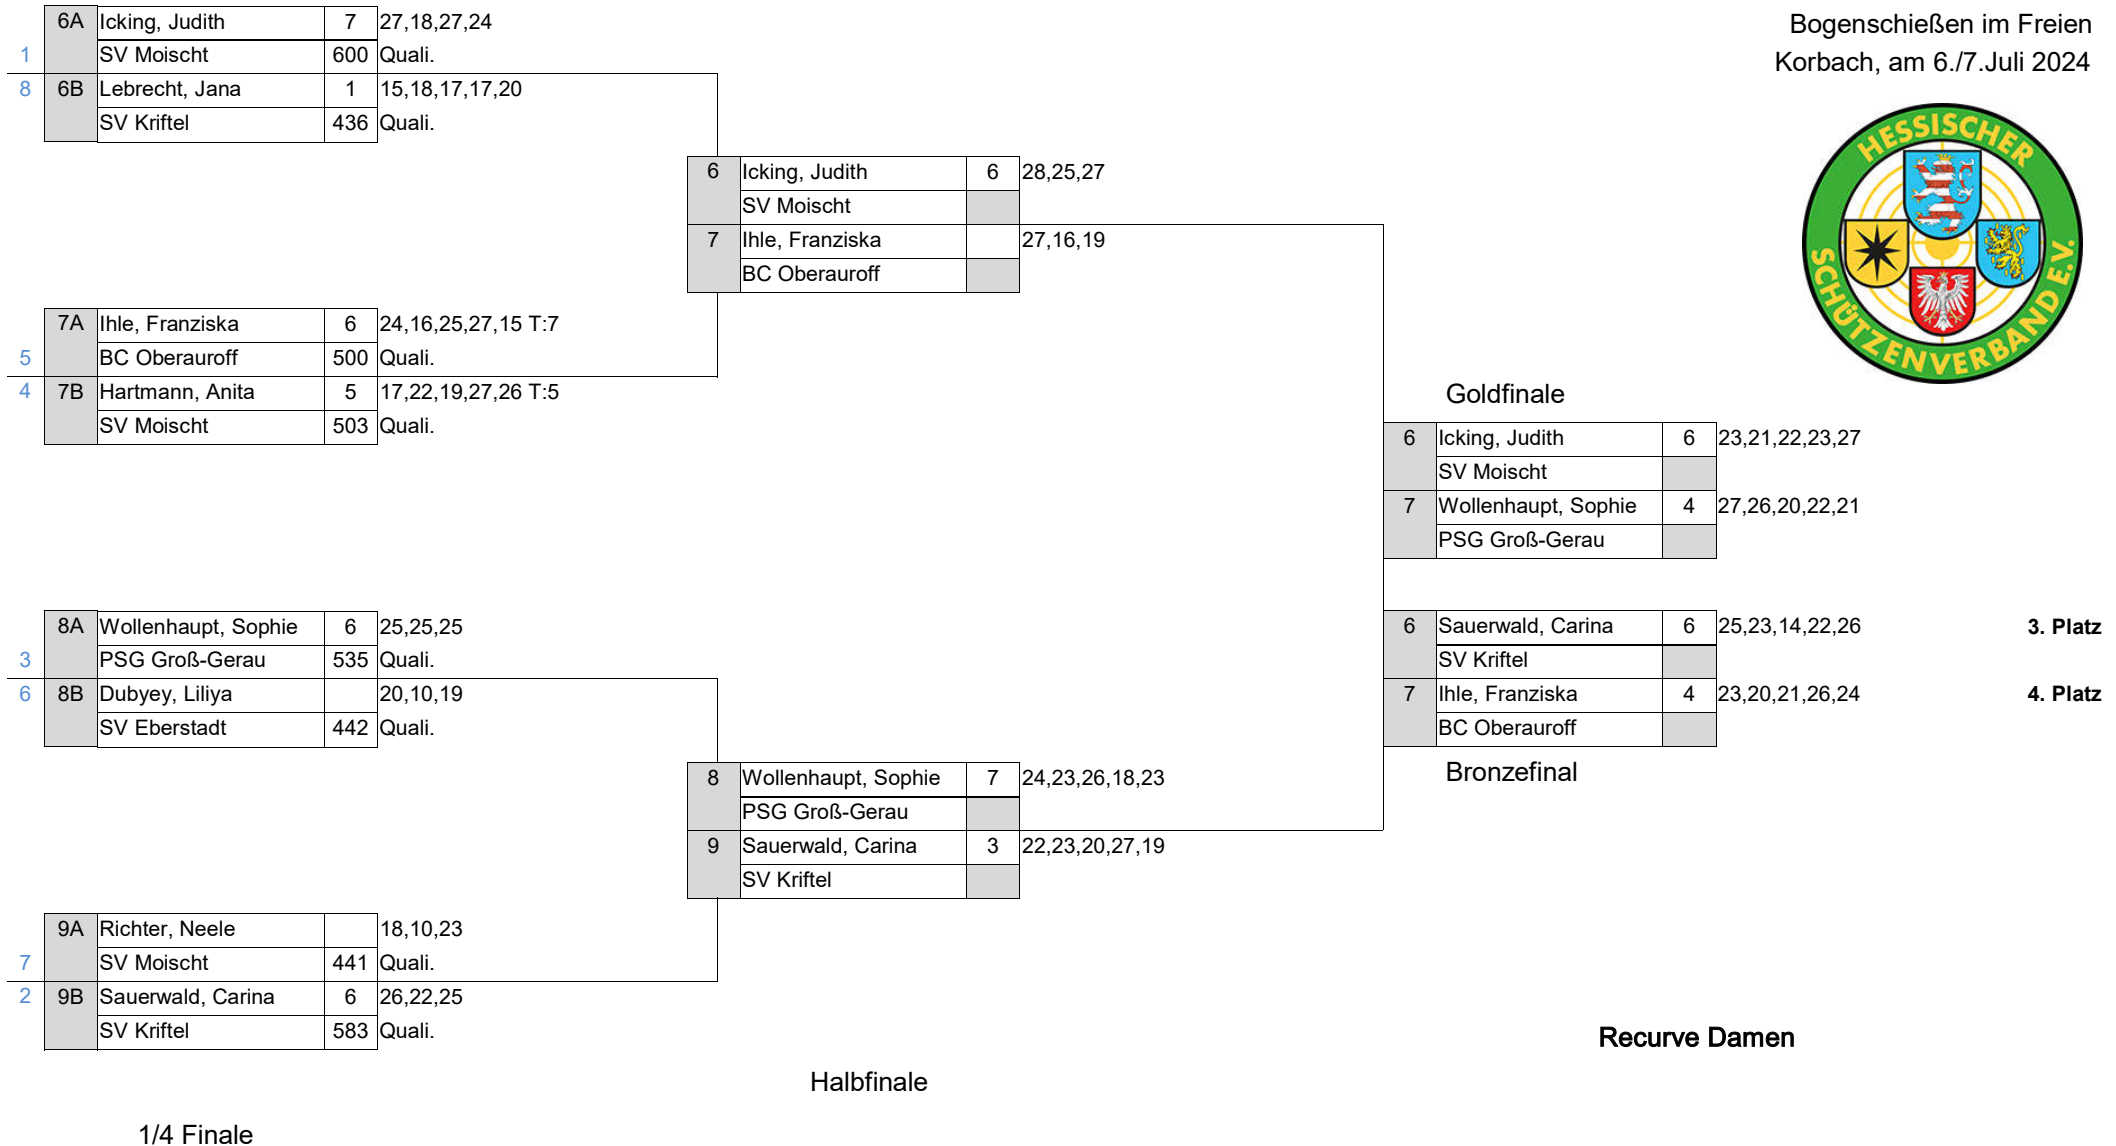 Bogenschießen im Freien
Korbach, am 6./7.Juli 2024
HESSISCHER
SCHÜTZENVERBAND E.V.
6A Icking, Judith 7 27,18,27,24
1 SV Moischt 600 Quali.
8 6B Lebrecht, Jana 1 15,18,17,17,20
SV Kriftel 436 Quali.
6 Icking, Judith 6 28,25,27
SV Moischt
7 Ihle, Franziska 27,16,19
BC Oberauroff
7A Ihle, Franziska 6 24,16,25,27,15 T:7
5 BC Oberauroff 500 Quali.
4 7B Hartmann, Anita 5 17,22,19,27,26 T:5
SV Moischt 503 Quali.
Goldfinale
6 Icking, Judith 6 23,21,22,23,27
SV Moischt
7 Wollenhaupt, Sophie 4 27,26,20,22,21
PSG Groß-Gerau
8A Wollenhaupt, Sophie 6 25,25,25
3 PSG Groß-Gerau 535 Quali.
6 8B Dubyey, Liliya 20,10,19
SV Eberstadt 442 Quali.
6 Sauerwald, Carina 6 25,23,14,22,26 3. Platz
SV Kriftel
7 Ihle, Franziska 4 23,20,21,26,24 4. Platz
BC Oberauroff
Bronzefinal
8 Wollenhaupt, Sophie 7 24,23,26,18,23
PSG Groß-Gerau
9 Sauerwald, Carina 3 22,23,20,27,19
SV Kriftel
9A Richter, Neele 18,10,23
7 SV Moischt 441 Quali.
2 9B Sauerwald, Carina 6 26,22,25
SV Kriftel 583 Quali.
Recurve Damen
Halbfinale
1/4 Finale